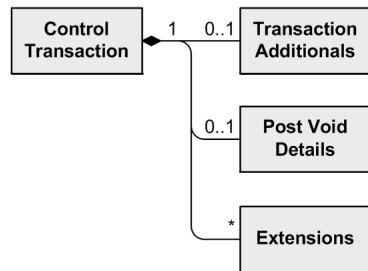 Control
Transaction
1
0..1
Transaction
Additionals
0..1
Post Void
Details
*
Extensions